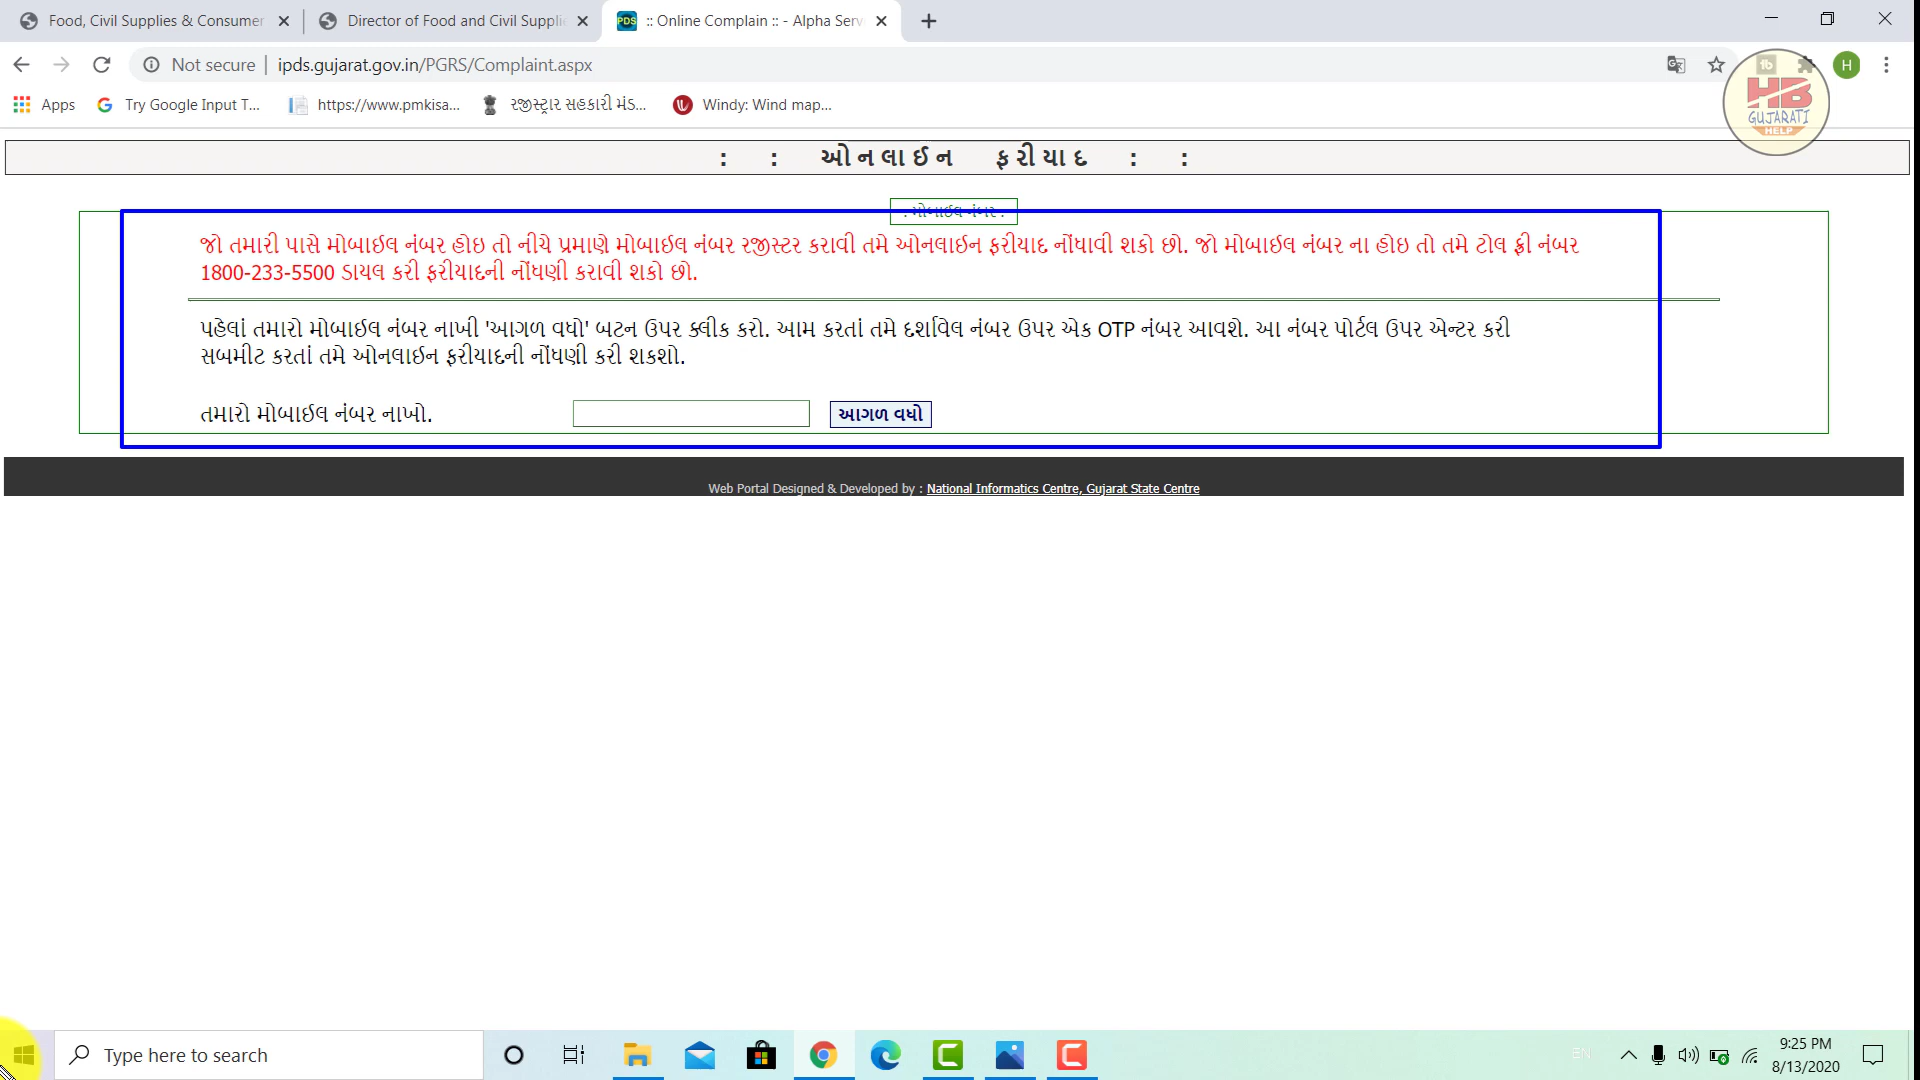 Food, Civil Supplies & Consumer
Director of Food and Civil Supplie
PDS
:: Online Complain :: - Alpha Serv
Not secure
ipds.gujarat.gov.in/PGRS/Complaint.aspx
H
Apps
Try Google Input T...
https://www.pmkisa...
રજીસ્ટ્રાર સહકારી મંડ...
Windy: Wind map...
HB
GUJARATI
HELP
: : ઓનલાઈન ફરીયાદ : :
. મોબાઈલ નંબર .
જો તમારી પાસે મોબાઈલ નંબર હોઇ તો નીચે પ્રમાણે મોબાઈલ નંબર રજીસ્ટર કરાવી તમે ઓનલાઈન ફરીયાદ નોંધાવી શકો છો. જો મોબાઈલ નંબર ના હોઇ તો તમે ટોલ ફ્રી નંબર
1800-233-5500 ડાયલ કરી ફરીયાદની નોંધણી કરાવી શકો છો.
પહેલાં તમારો મોબાઈલ નંબર નાખી 'આગળ વધો' બટન ઉપર ક્લીક કરો. આમ કરતાં તમે દર્શાવેલ નંબર ઉપર એક OTP નંબર આવશે. આ નંબર પોર્ટલ ઉપર એન્ટર કરી
સબમીટ કરતાં તમે ઓનલાઈન ફરીયાદની નોંધણી કરી શકશો.
તમારો મોબાઈલ નંબર નાખો.
આગળ વધો
Web Portal Designed & Developed by : National Informatics Centre, Gujarat State Centre
Type here to search
EN
9:25 PM
8/13/2020